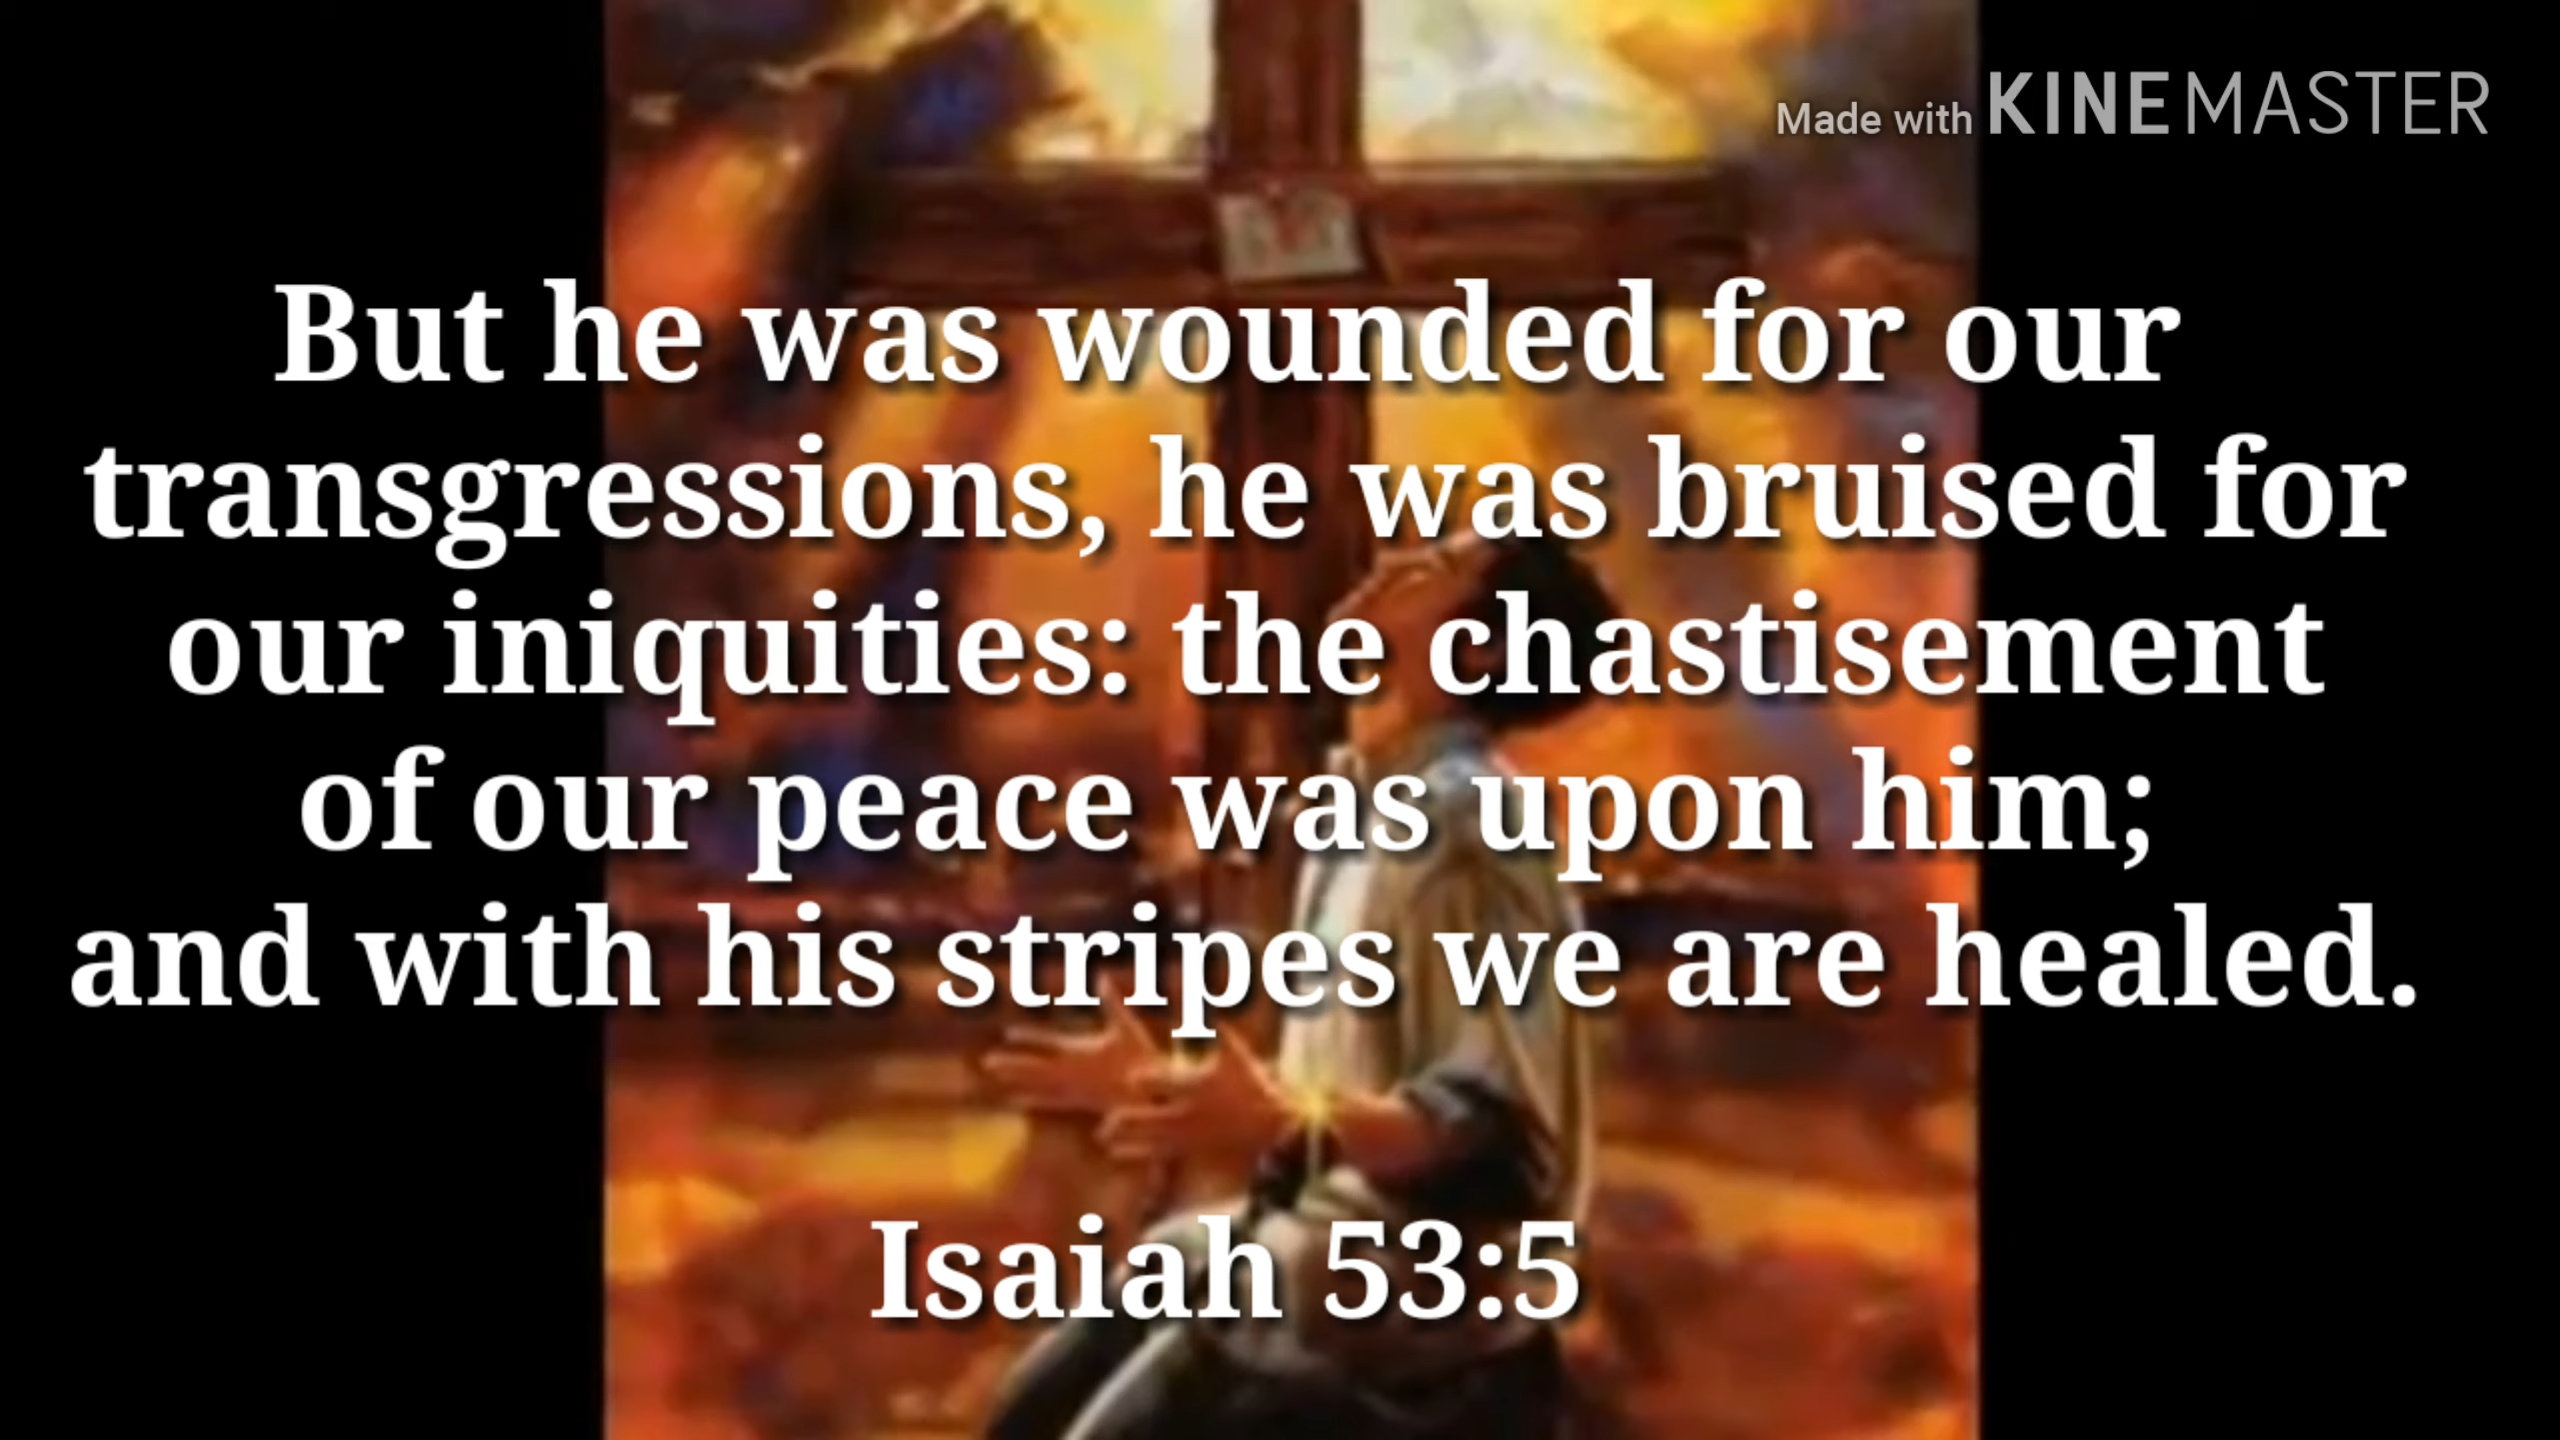 Made with KINEMASTER
But he was wounded for our
transgressions, he was bruised for
our iniquities: the chastisement
of our peace was upon him;
and with his stripes we are healed.
Isaiah 53:5